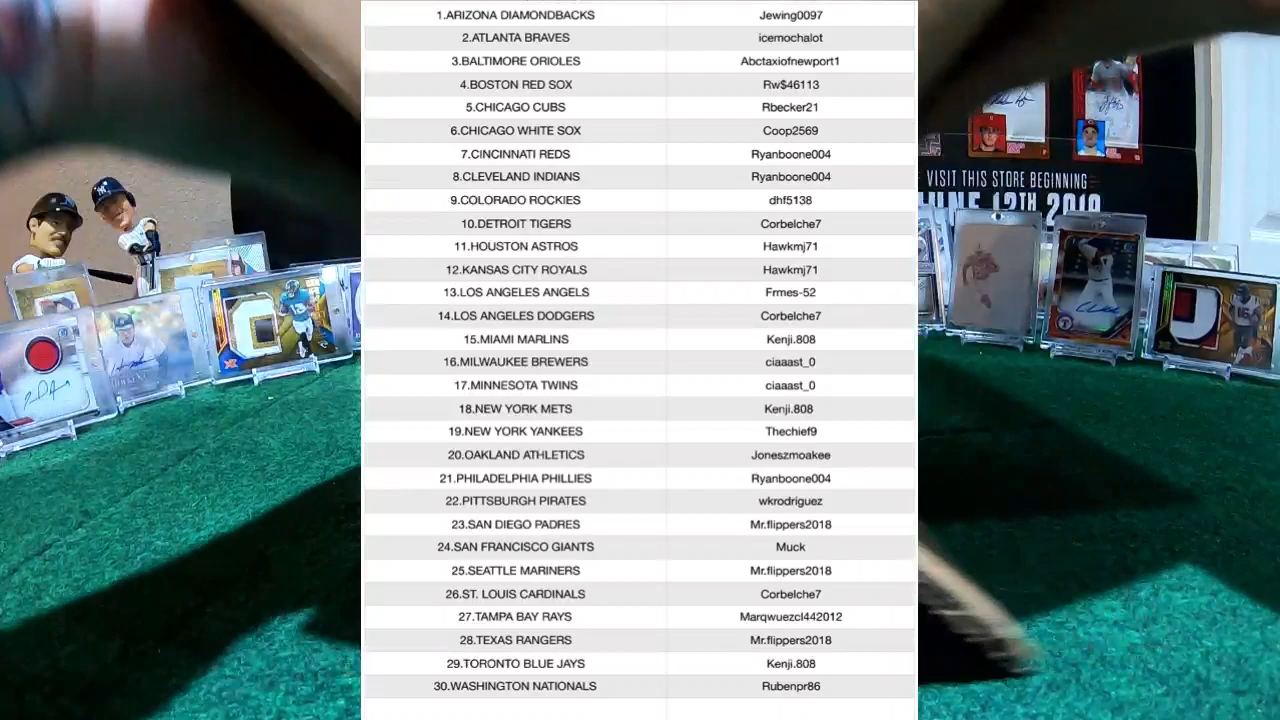 1.ARIZONA DIAMONDBACKS Jewing0097
2.ATLANTA BRAVES icemochalot
3.BALTIMORE ORIOLES Abctaxiofnewport1
4.BOSTON RED SOX Rw$46113
5.CHICAGO CUBS Rbecker21
6.CHICAGO WHITE SOX Coop2569
7.CINCINNATI REDS Ryanboone004
8.CLEVELAND INDIANS Ryanboone004
9.COLORADO ROCKIES dhf5138
10.DETROIT TIGERS Corbelche7
11.HOUSTON ASTROS Hawkmj71
12.KANSAS CITY ROYALS Hawkmj71
13.LOS ANGELES ANGELS Frmes-52
14.LOS ANGELES DODGERS Corbelche7
15.MIAMI MARLINS Kenji.808
16.MILWAUKEE BREWERS ciaaast_0
17.MINNESOTA TWINS ciaaast_0
18.NEW YORK METS Kenji.808
19.NEW YORK YANKEES Thechief9
20.OAKLAND ATHLETICS Joneszmoakee
21.PHILADELPHIA PHILLIES Ryanboone004
22.PITTSBURGH PIRATES wkrodriguez
23.SAN DIEGO PADRES Mr.flippers2018
24.SAN FRANCISCO GIANTS Muck
25.SEATTLE MARINERS Mr.flippers2018
26.ST. LOUIS CARDINALS Corbelche7
27.TAMPA BAY RAYS Marqwuezcl442012
28.TEXAS RANGERS Mr.flippers2018
29.TORONTO BLUE JAYS Kenji.808
30.WASHINGTON NATIONALS Rubenpr86
VISIT THIS STORE BEGINNING
JUNE 12TH 2019